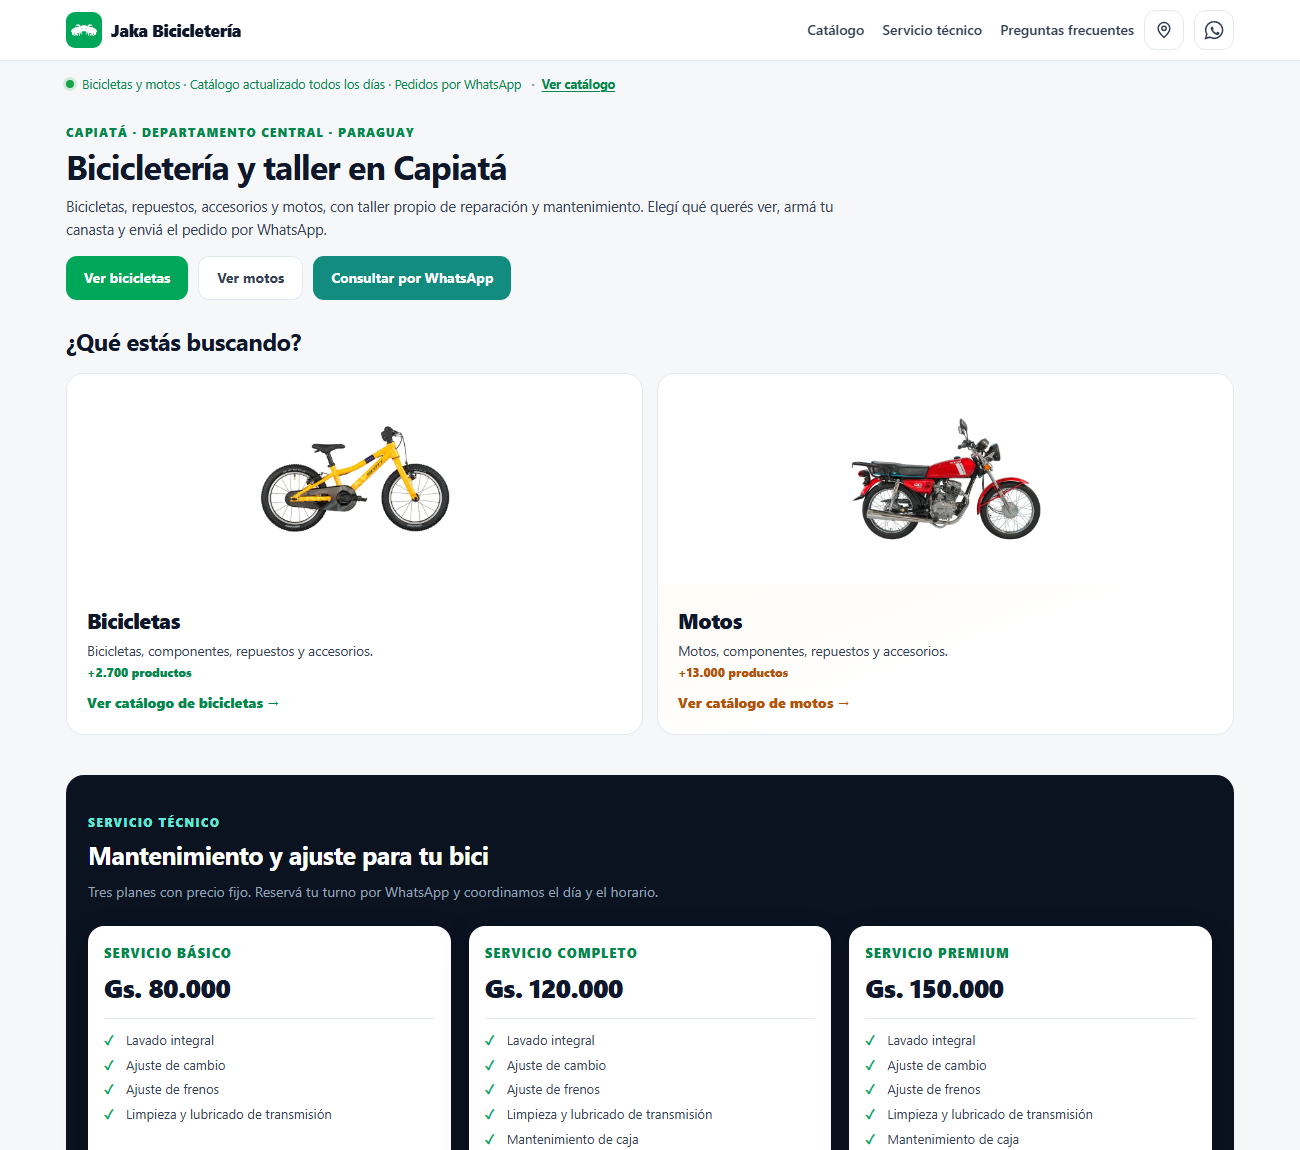 Jaka Bicicletería
Catálogo
Servicio técnico
Preguntas frecuentes
Bicicletas y motos · Catálogo actualizado todos los días · Pedidos por WhatsApp · Ver catálogo
CAPIATÁ · DEPARTAMENTO CENTRAL · PARAGUAY
Bicicletería y taller en Capiatá
Bicicletas, repuestos, accesorios y motos, con taller propio de reparación y mantenimiento. Elegí qué querés ver, armá tu
canasta y enviá el pedido por WhatsApp.
Ver bicicletas
Ver motos
Consultar por WhatsApp
¿Qué estás buscando?
Bicicletas
Bicicletas, componentes, repuestos y accesorios.
+2.700 productos
Ver catálogo de bicicletas →
Motos
Motos, componentes, repuestos y accesorios.
+13.000 productos
Ver catálogo de motos →
SERVICIO TÉCNICO
Mantenimiento y ajuste para tu bici
Tres planes con precio fijo. Reservá tu turno por WhatsApp y coordinamos el día y el horario.
SERVICIO BÁSICO
Gs. 80.000
✓ Lavado integral
✓ Ajuste de cambio
✓ Ajuste de frenos
✓ Limpieza y lubricado de transmisión
SERVICIO COMPLETO
Gs. 120.000
✓ Lavado integral
✓ Ajuste de cambio
✓ Ajuste de frenos
✓ Limpieza y lubricado de transmisión
✓ Mantenimiento de caja
SERVICIO PREMIUM
Gs. 150.000
✓ Lavado integral
✓ Ajuste de cambio
✓ Ajuste de frenos
✓ Limpieza y lubricado de transmisión
✓ Mantenimiento de caja